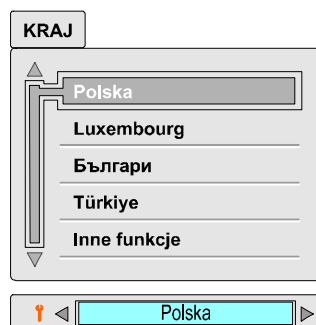 KRAJ
Polska
Luxembourg
Българи
Türkiye
Inne funkcje
Polska